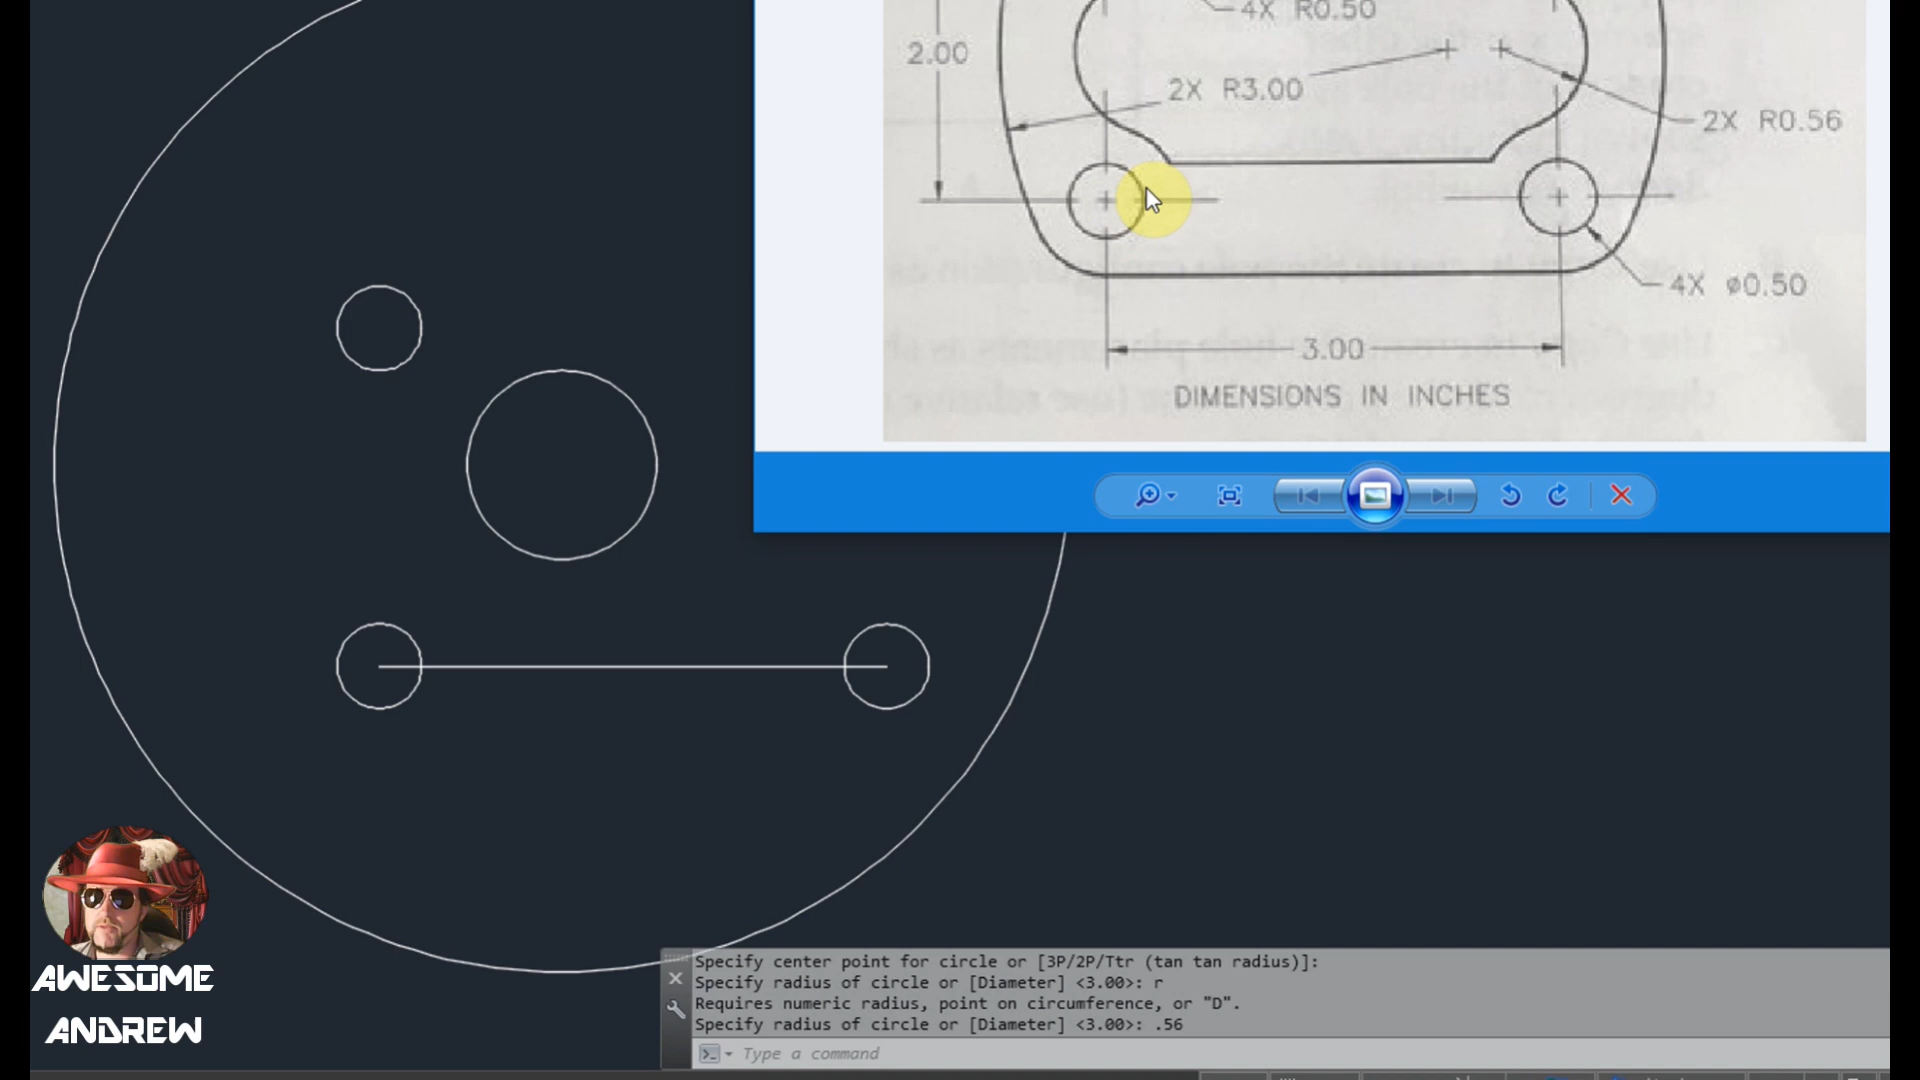 4X R0.50
2.00
2X R3.00
2X R0.56
4X ø0.50
3.00
DIMENSIONS IN INCHES
AWESOME
ANDREW
Specify center point for circle or [3P/2P/Ttr (tan tan radius)]:
Specify radius of circle or [Diameter] <3.00>: r
Requires numeric radius, point on circumference, or "D".
Specify radius of circle or [Diameter] <3.00>: .56
Type a command